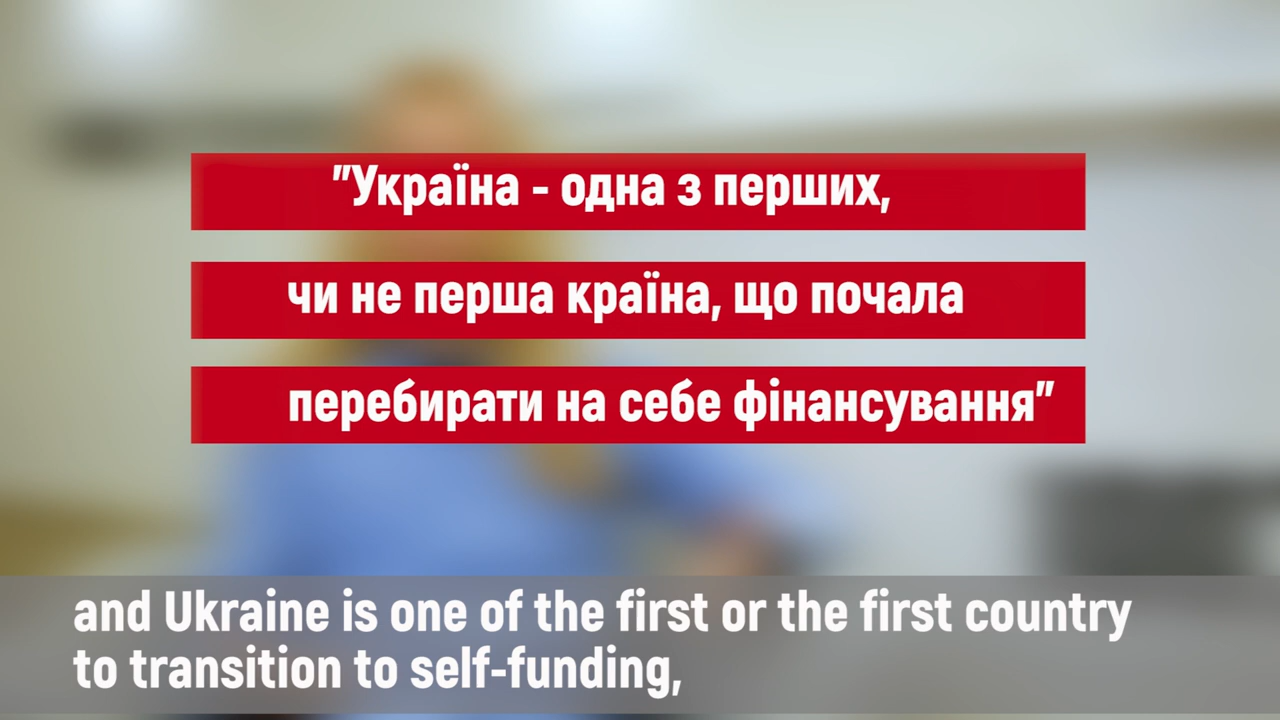 "Україна - одна з перших,
чи не перша країна, що почала
перебирати на себе фінансування"
and Ukraine is one of the first or the first country
to transition to self-funding,